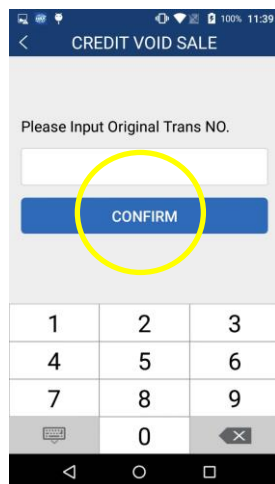 100% 11:39
CREDIT VOID SALE
Please Input Original Trans NO.
CONFIRM
1 2 3
4 5 6
7 8 9
0